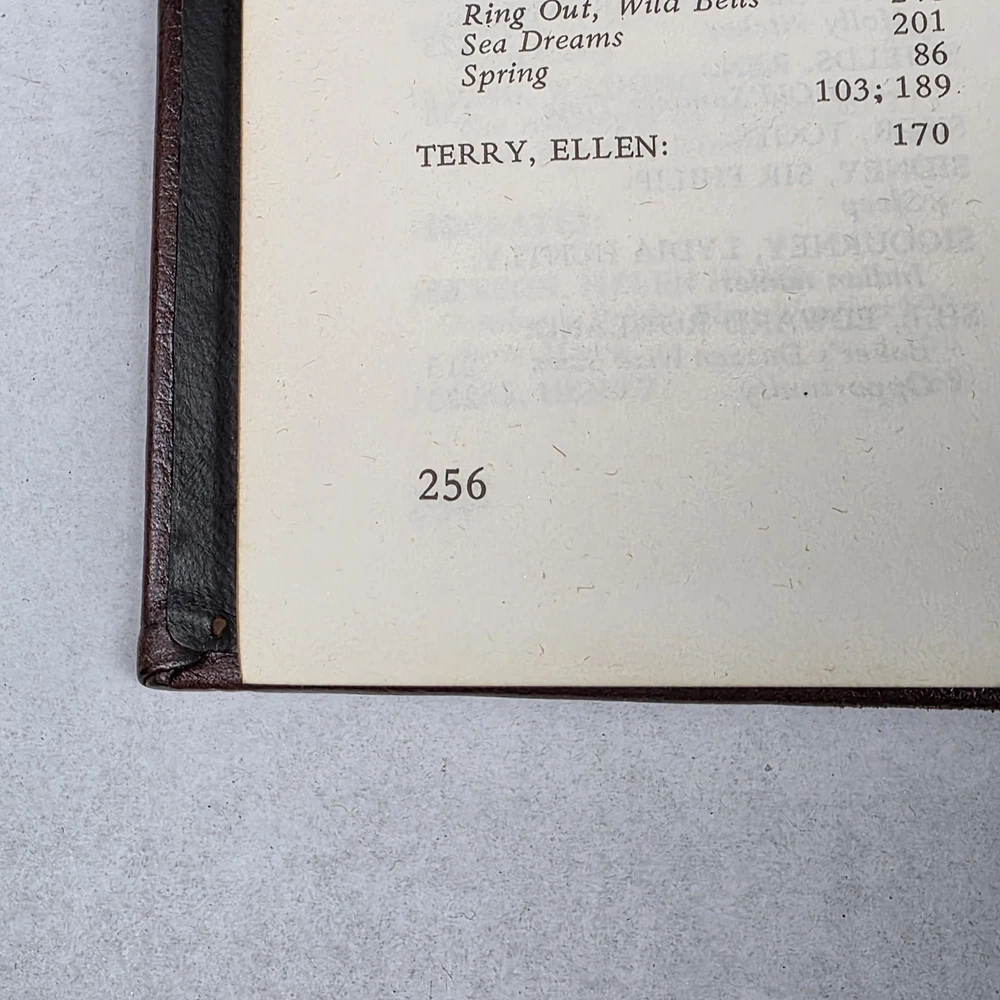 Ring Out, Wild Bells
Sea Dreams 201
Spring 86
103; 189
TERRY, ELLEN: 170
256